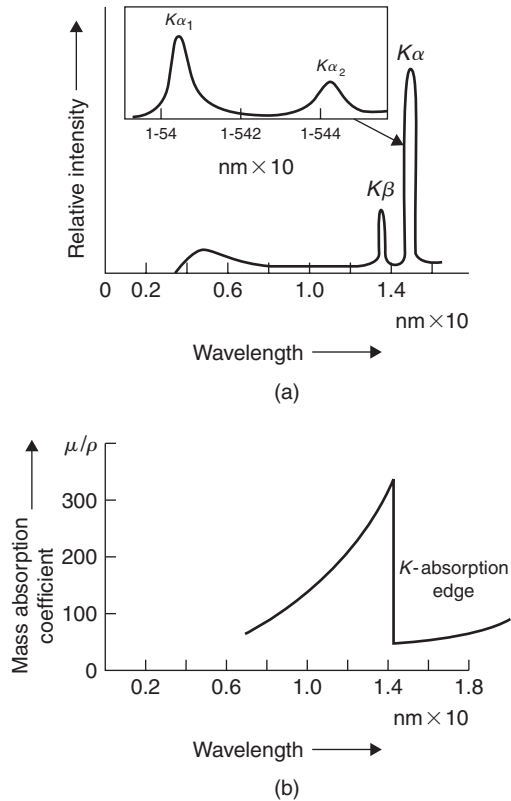 Kα₁
Kα₂
1-54
1-542
1-544
nm × 10
Kα
Kβ
Relative intensity
0
0.2
0.6
1.0
1.4
nm × 10
Wavelength
(a)
μ/ρ
300
200
100
0
Mass absorption
coefficient
K-absorption
edge
0.2
0.6
1.0
1.4
1.8
nm × 10
Wavelength
(b)